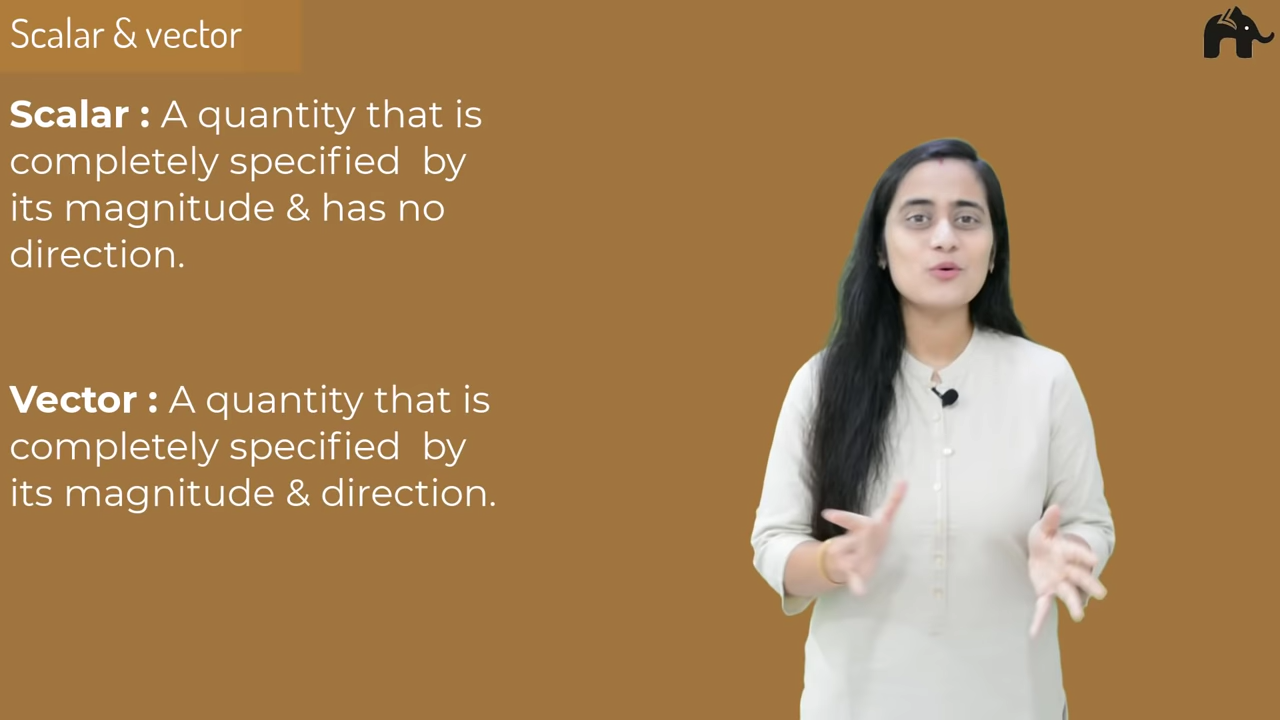 Scalar & vector
Scalar : A quantity that is
completely specified  by
its magnitude & has no
direction.
Vector : A quantity that is
completely specified  by
its magnitude & direction.